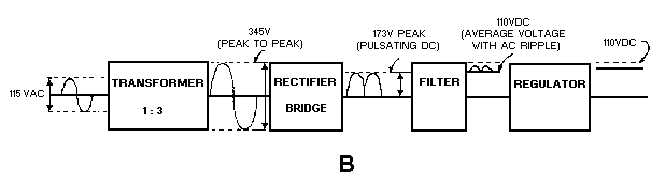 345V
(PEAK TO PEAK)
173V PEAK
(PULSATING DC)
110VDC
(AVERAGE VOLTAGE
WITH AC RIPPLE)
110VDC
115 VAC
TRANSFORMER
1 : 3
RECTIFIER
BRIDGE
FILTER
REGULATOR
B